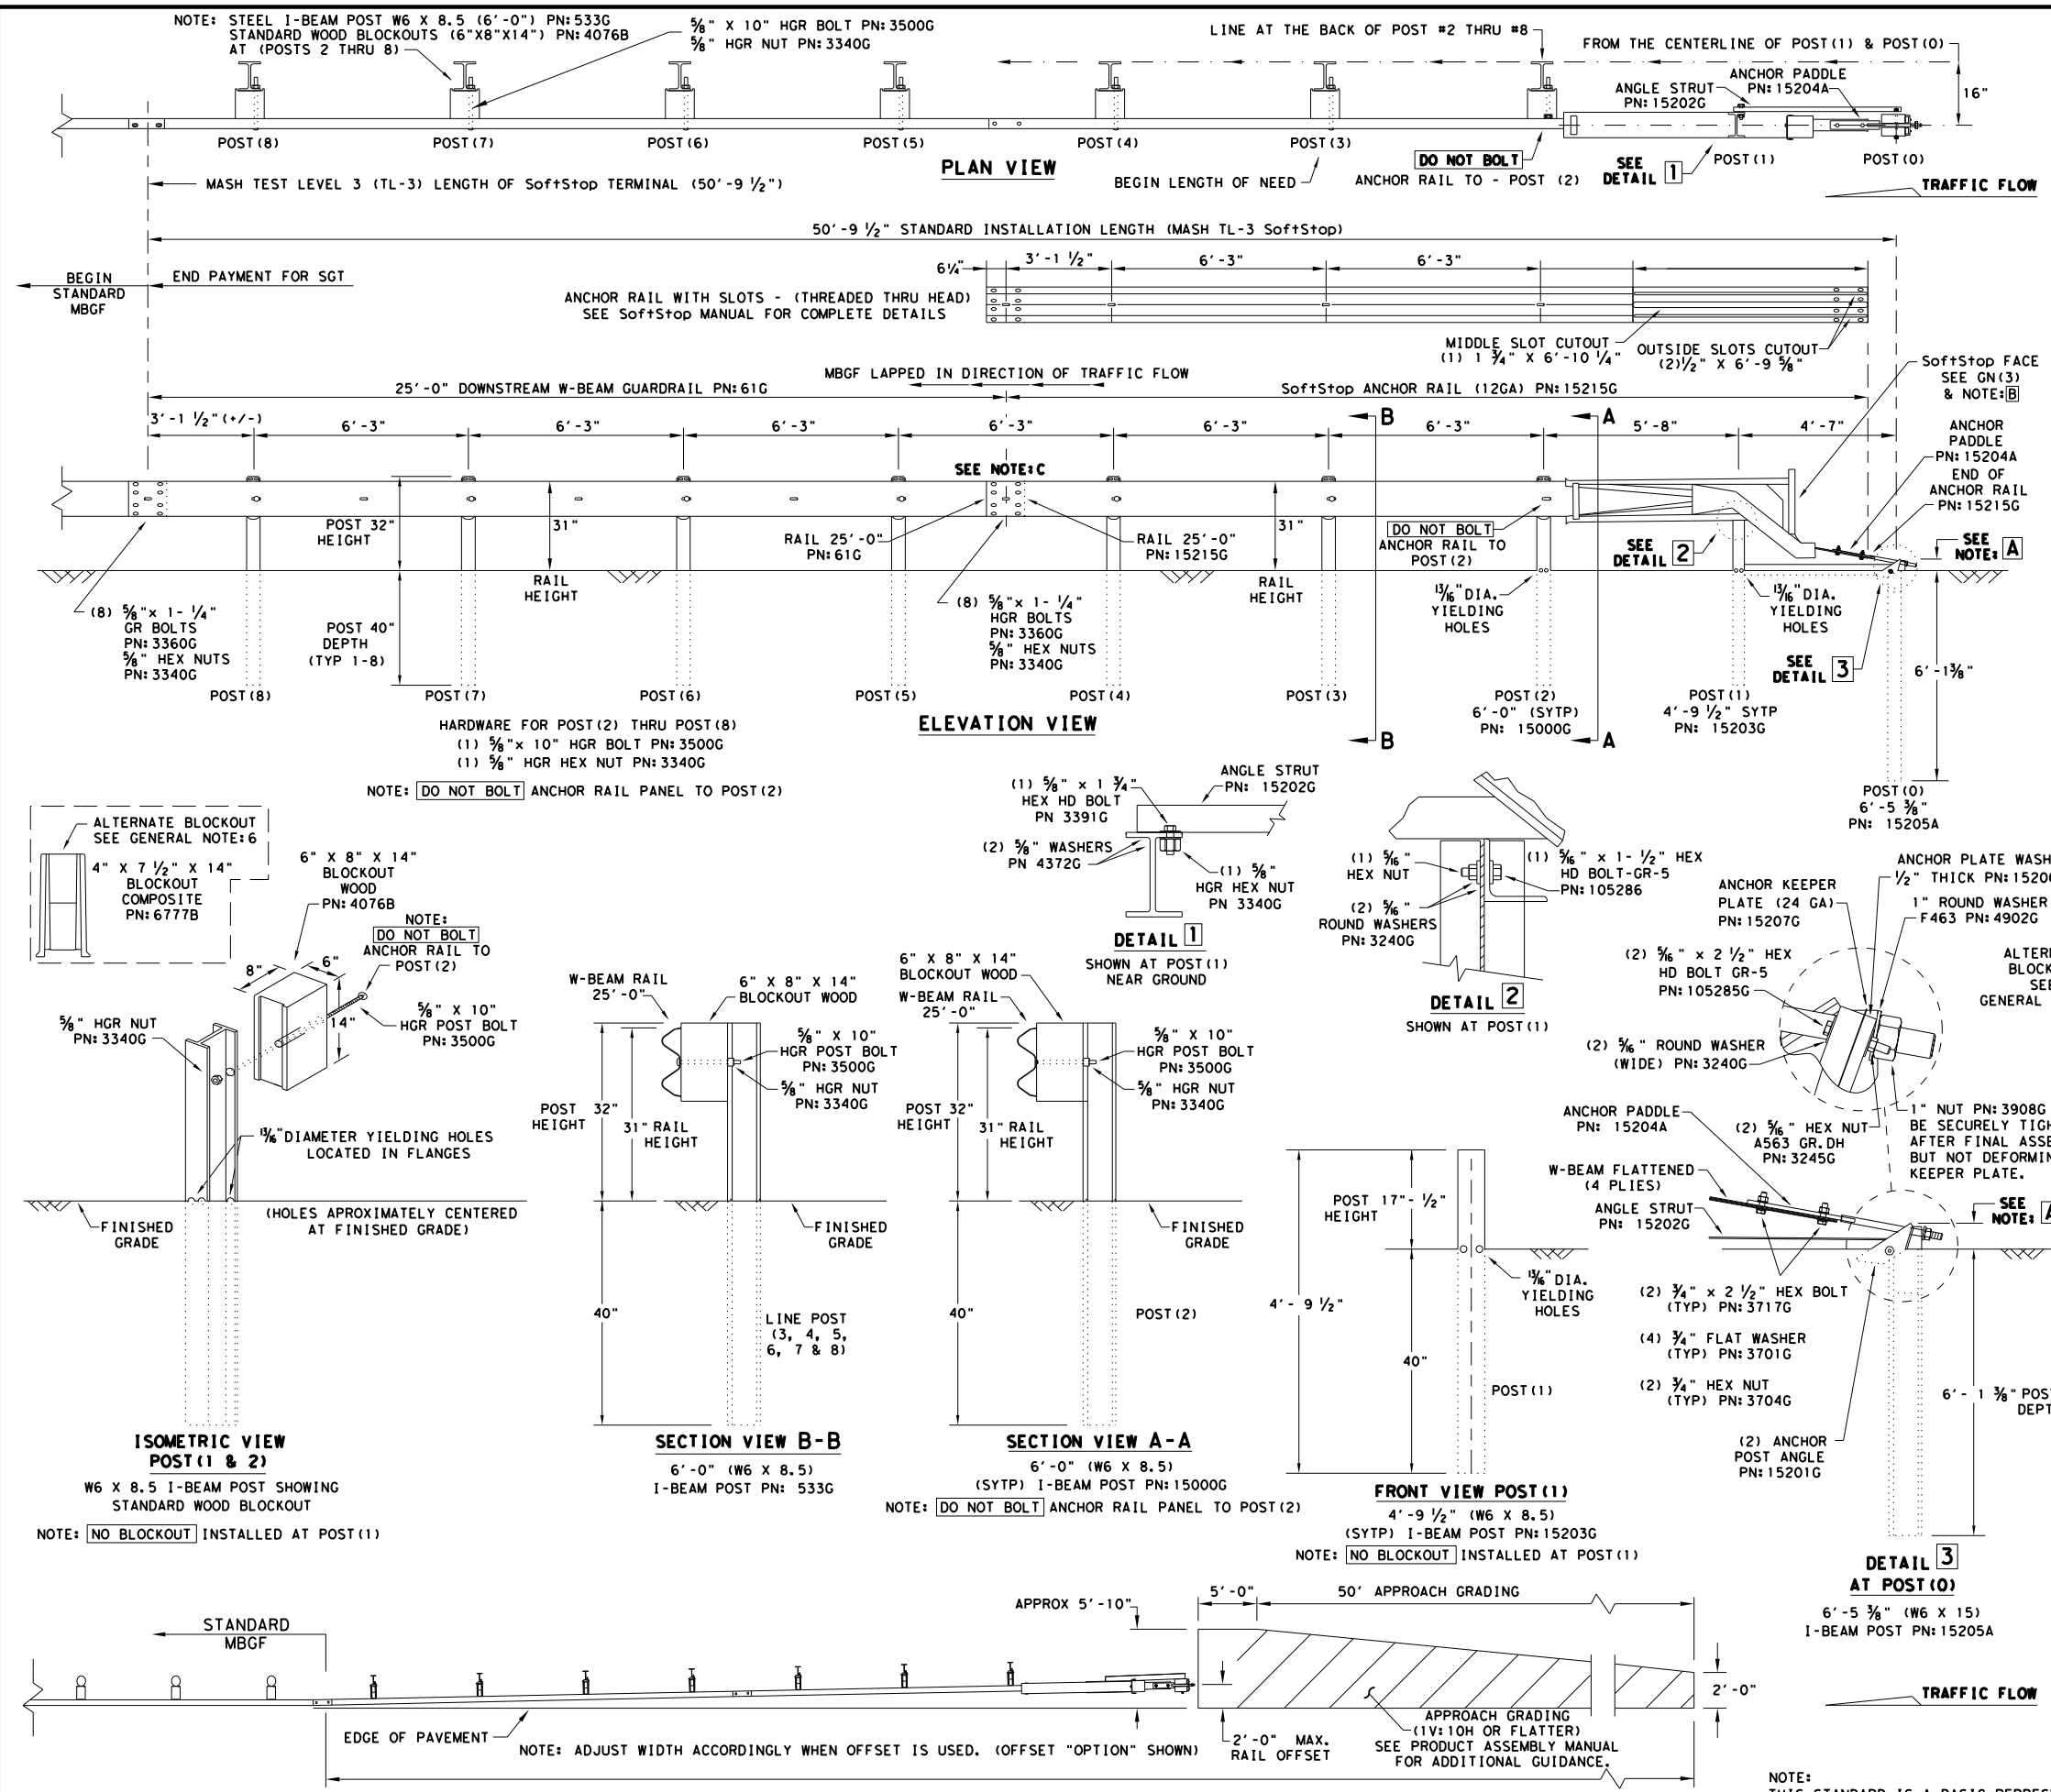 NOTE: STEEL I-BEAM POST W6 X 8.5 (6'-0") PN:533G
STANDARD WOOD BLOCKOUTS (6"X8"X14") PN:4076B
AT (POSTS 2 THRU 8)
5/8" X 10" HGR BOLT PN:3500G
5/8" HGR NUT PN:3340G
LINE AT THE BACK OF POST #2 THRU #8
FROM THE CENTERLINE OF POST(1) & POST(0)
ANGLE STRUT
PN:15202G
ANCHOR PADDLE
PN:15204A
16"
POST(8)
POST(7)
POST(6)
POST(5)
POST(4)
POST(3)
DO NOT BOLT
ANCHOR RAIL TO - POST (2)
SEE
DETAIL 1
POST(1)
POST(0)
PLAN VIEW
BEGIN LENGTH OF NEED
MASH TEST LEVEL 3 (TL-3) LENGTH OF SoftStop TERMINAL (50'-9 1/2")
TRAFFIC FLOW
50'-9 1/2" STANDARD INSTALLATION LENGTH (MASH TL-3 SoftStop)
BEGIN
STANDARD
MBGF
END PAYMENT FOR SGT
6 1/4"
3'-1 1/2"
6'-3"
6'-3"
ANCHOR RAIL WITH SLOTS - (THREADED THRU HEAD)
SEE SoftStop MANUAL FOR COMPLETE DETAILS
MIDDLE SLOT CUTOUT
(1) 1 3/4" X 6'-10 1/4"
OUTSIDE SLOTS CUTOUT
(2)1/2" X 6'-9 5/8"
SoftStop FACE
SEE GN(3)
& NOTE:B
MBGF LAPPED IN DIRECTION OF TRAFFIC FLOW
25'-0" DOWNSTREAM W-BEAM GUARDRAIL PN:61G
SoftStop ANCHOR RAIL (12GA) PN:15215G
3'-1 1/2"(+/-)
6'-3"
6'-3"
6'-3"
6'-3"
6'-3"
6'-3"
5'-8"
4'-7"
B
A
ANCHOR
PADDLE
PN:15204A
END OF
ANCHOR RAIL
PN:15215G
SEE NOTE:C
POST 32"
HEIGHT
31"
RAIL
HEIGHT
RAIL 25'-0"
PN:61G
RAIL 25'-0"
PN:15215G
31"
RAIL
HEIGHT
DO NOT BOLT
ANCHOR RAIL TO
POST(2)
SEE
DETAIL 2
SEE
NOTE: A
(8) 5/8"x 1- 1/4"
GR BOLTS
PN:3360G
5/8" HEX NUTS
PN:3340G
POST 40"
DEPTH
(TYP 1-8)
(8) 5/8"x 1- 1/4"
HGR BOLTS
PN:3360G
5/8" HEX NUTS
PN:3340G
13/16"DIA.
YIELDING
HOLES
13/16"DIA.
YIELDING
HOLES
SEE
DETAIL 3
6'-1 3/8"
POST(8)
POST(7)
POST(6)
POST(5)
POST(4)
POST(3)
POST(2)
6'-0" (SYTP)
PN: 15000G
POST(1)
4'-9 1/2" SYTP
PN: 15203G
B
A
HARDWARE FOR POST(2) THRU POST(8)
(1) 5/8"x 10" HGR BOLT PN:3500G
(1) 5/8" HGR HEX NUT PN:3340G
ELEVATION VIEW
NOTE: DO NOT BOLT ANCHOR RAIL PANEL TO POST(2)
POST(0)
6'-5 3/8"
PN: 15205A
ALTERNATE BLOCKOUT
SEE GENERAL NOTE:6
4" X 7 1/2" X 14"
BLOCKOUT
COMPOSITE
PN:6777B
6" X 8" X 14"
BLOCKOUT
WOOD
PN:4076B
NOTE:
DO NOT BOLT
ANCHOR RAIL TO
POST(2)
8"
6"
14"
5/8" X 10"
HGR POST BOLT
PN:3500G
5/8" HGR NUT
PN:3340G
13/16"DIAMETER YIELDING HOLES
LOCATED IN FLANGES
(HOLES APROXIMATELY CENTERED
AT FINISHED GRADE)
FINISHED
GRADE
ISOMETRIC VIEW
POST(1 & 2)
W6 X 8.5 I-BEAM POST SHOWING
STANDARD WOOD BLOCKOUT
NOTE: NO BLOCKOUT INSTALLED AT POST(1)
(1) 5/8" x 1 3/4"
HEX HD BOLT
PN 3391G
ANGLE STRUT
PN: 15202G
(2) 5/8" WASHERS
PN 4372G
(1) 5/8"
HGR HEX NUT
PN 3340G
DETAIL 1
SHOWN AT POST(1)
NEAR GROUND
(1) 5/16"
HEX NUT
(1) 5/16" x 1- 1/2" HEX
HD BOLT-GR-5
PN:105286
(2) 5/16"
ROUND WASHERS
PN:3240G
DETAIL 2
SHOWN AT POST(1)
ANCHOR PLATE WASH
1/2" THICK PN:1520
ANCHOR KEEPER
PLATE (24 GA)
PN:15207G
1" ROUND WASHER
F463 PN:4902G
(2) 5/16" x 2 1/2" HEX
HD BOLT GR-5
PN:105285G
ALTER
BLOCK
SEE
GENERAL
(2) 5/16" ROUND WASHER
(WIDE) PN:3240G
W-BEAM RAIL
25'-0"
6" X 8" X 14"
BLOCKOUT WOOD
5/8" X 10"
HGR POST BOLT
PN:3500G
5/8" HGR NUT
PN:3340G
POST 32"
HEIGHT
31" RAIL
HEIGHT
FINISHED
GRADE
40"
LINE POST
(3, 4, 5,
6, 7 & 8)
SECTION VIEW B-B
6'-0" (W6 X 8.5)
I-BEAM POST PN: 533G
6" X 8" X 14"
BLOCKOUT WOOD
W-BEAM RAIL
25'-0"
5/8" X 10"
HGR POST BOLT
PN:3500G
5/8" HGR NUT
PN:3340G
POST 32"
HEIGHT
31" RAIL
HEIGHT
FINISHED
GRADE
40"
POST(2)
SECTION VIEW A-A
6'-0" (W6 X 8.5)
(SYTP) I-BEAM POST PN:15000G
NOTE: DO NOT BOLT ANCHOR RAIL PANEL TO POST(2)
POST 17"- 1/2"
HEIGHT
4'- 9 1/2"
40"
13/16"DIA.
YIELDING
HOLES
POST(1)
FRONT VIEW POST(1)
4'-9 1/2" (W6 X 8.5)
(SYTP) I-BEAM POST PN:15203G
NOTE: NO BLOCKOUT INSTALLED AT POST(1)
ANCHOR PADDLE
PN: 15204A
(2) 5/16" HEX NUT
A563 GR.DH
PN:3245G
1" NUT PN:3908G
BE SECURELY TIGH
AFTER FINAL ASSE
BUT NOT DEFORMIN
KEEPER PLATE.
W-BEAM FLATTENED
(4 PLIES)
ANGLE STRUT
PN: 15202G
SEE
NOTE: A
(2) 3/4" x 2 1/2" HEX BOLT
(TYP) PN:3717G
(4) 3/4" FLAT WASHER
(TYP) PN:3701G
(2) 3/4" HEX NUT
(TYP) PN:3704G
6'- 1 3/8" POS
DEPT
(2) ANCHOR
POST ANGLE
PN:15201G
DETAIL 3
AT POST(0)
6'-5 3/8" (W6 X 15)
I-BEAM POST PN:15205A
STANDARD
MBGF
APPROX 5'-10"
5'-0"
50' APPROACH GRADING
2'-0"
TRAFFIC FLOW
EDGE OF PAVEMENT
NOTE: ADJUST WIDTH ACCORDINGLY WHEN OFFSET IS USED. (OFFSET "OPTION" SHOWN)
2'-0" MAX.
RAIL OFFSET
APPROACH GRADING
(1V:10H OR FLATTER)
SEE PRODUCT ASSEMBLY MANUAL
FOR ADDITIONAL GUIDANCE.
NOTE: